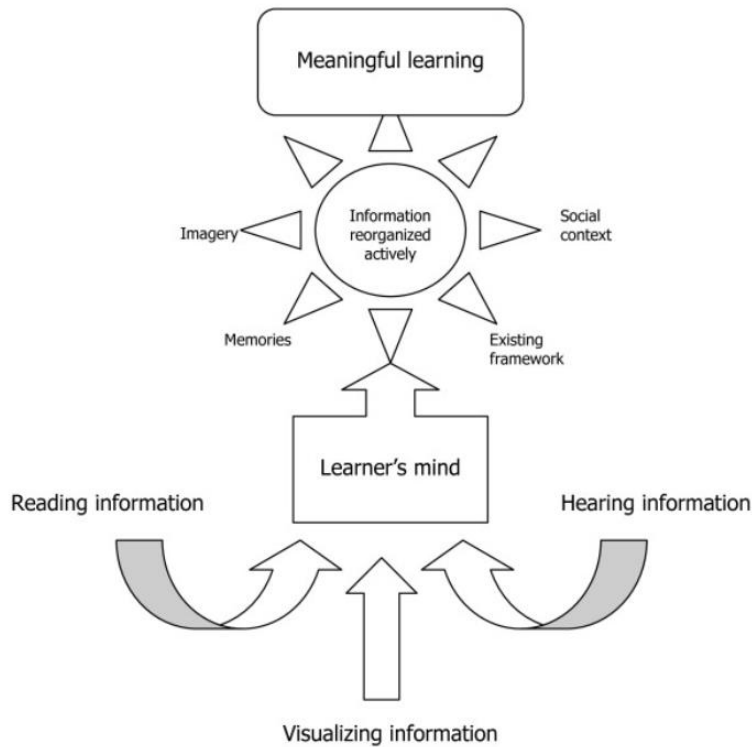 Meaningful learning
Information
reorganized
actively
Imagery
Social
context
Memories
Existing
framework
Learner's mind
Reading information
Hearing information
Visualizing information